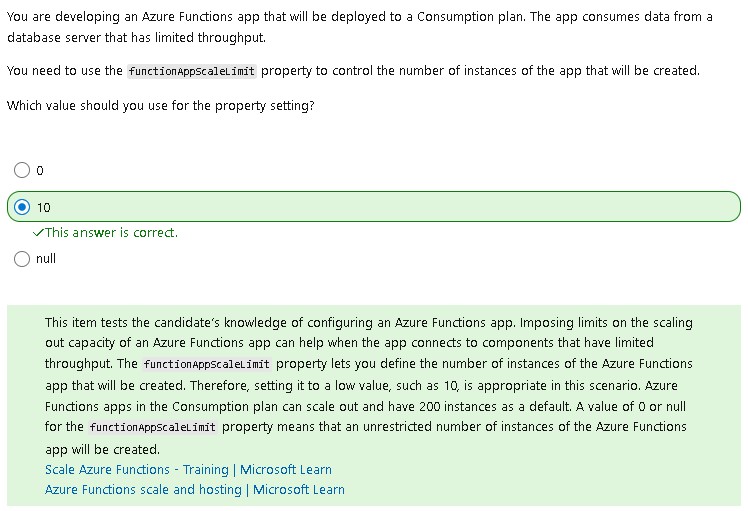 You are developing an Azure Functions app that will be deployed to a Consumption plan. The app consumes data from a
database server that has limited throughput.
You need to use the functionAppScaleLimit property to control the number of instances of the app that will be created.
Which value should you use for the property setting?
0
10
✓This answer is correct.
null
This item tests the candidate's knowledge of configuring an Azure Functions app. Imposing limits on the scaling
out capacity of an Azure Functions app can help when the app connects to components that have limited
throughput. The functionAppScaleLimit property lets you define the number of instances of the Azure Functions
app that will be created. Therefore, setting it to a low value, such as 10, is appropriate in this scenario. Azure
Functions apps in the Consumption plan can scale out and have 200 instances as a default. A value of 0 or null
for the functionAppScaleLimit property means that an unrestricted number of instances of the Azure Functions
app will be created.
Scale Azure Functions - Training | Microsoft Learn
Azure Functions scale and hosting | Microsoft Learn